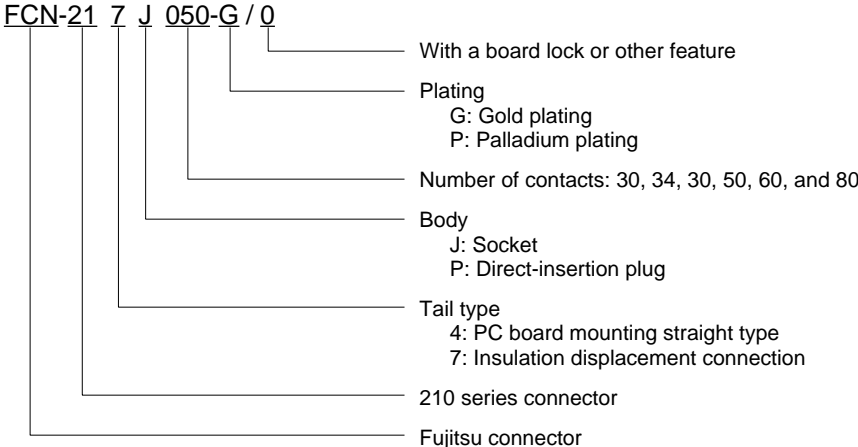 FCN-21 7 J 050-G / 0
With a board lock or other feature
Plating
G: Gold plating
P: Palladium plating
Number of contacts: 30, 34, 30, 50, 60, and 80
Body
J: Socket
P: Direct-insertion plug
Tail type
4: PC board mounting straight type
7: Insulation displacement connection
210 series connector
Fujitsu connector